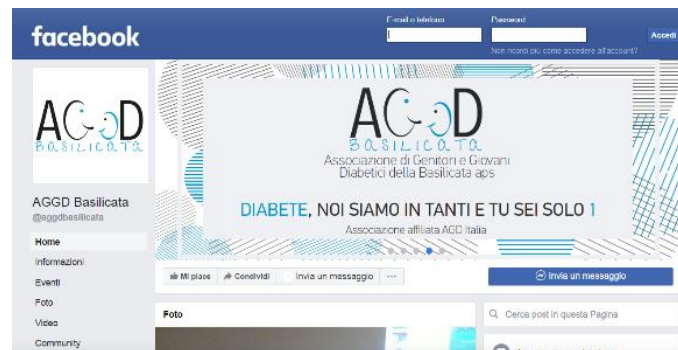 facebook
E-mail o telefono
Password
Accedi
Non ricordi più come accedere all'account?
AGGD
BASILICATA
AGGD
BASILICATA
Associazione di Genitori e Giovani
Diabetici della Basilicata aps
DIABETE, NOI SIAMO IN TANTI E TU SEI SOLO 1
Associazione affiliata AGD Italia
AGGD Basilicata
@aggdbasilicata
Home
Informazioni
Eventi
Foto
Video
Community
Mi piace
Condividi
Invia un messaggio
...
Invia un messaggio
Foto
Cerca post in questa Pagina